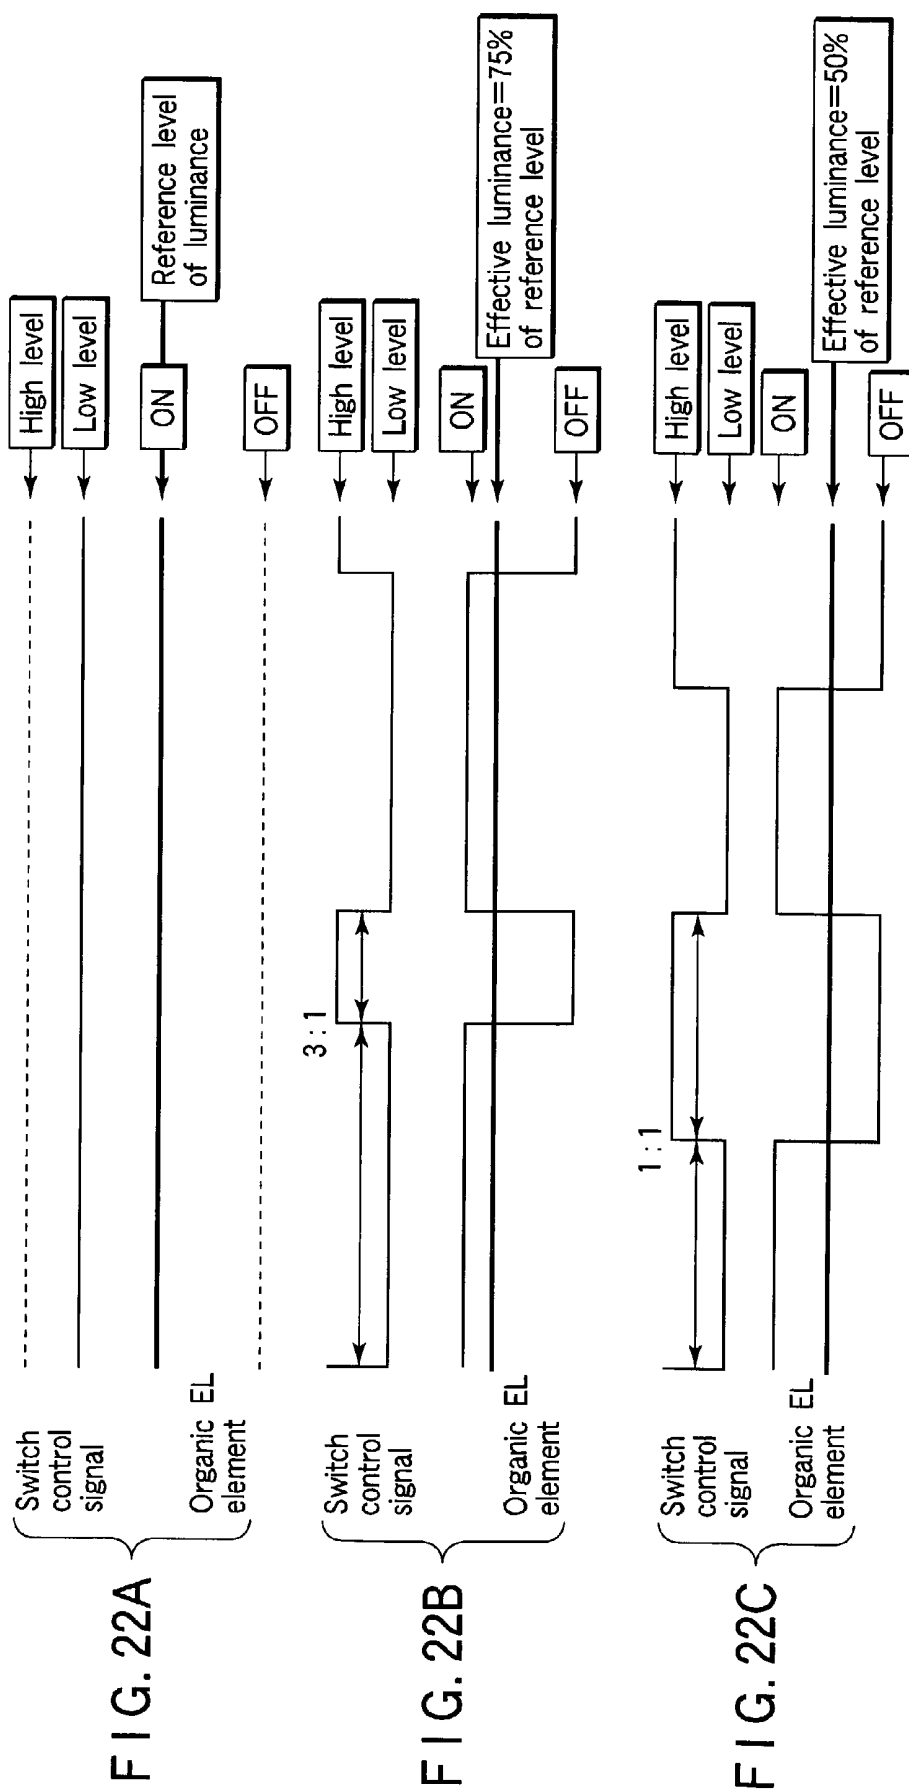 FIG. 22A
Switch
control
signal
Organic EL
element
High level
Low level
ON
Reference level
of luminance
OFF
FIG. 22B
Switch
control
signal
Organic EL
element
3 : 1
High level
Low level
ON
Effective luminance=75%
of reference level
OFF
FIG. 22C
Switch
control
signal
Organic EL
element
1 : 1
High level
Low level
ON
Effective luminance=50%
of reference level
OFF